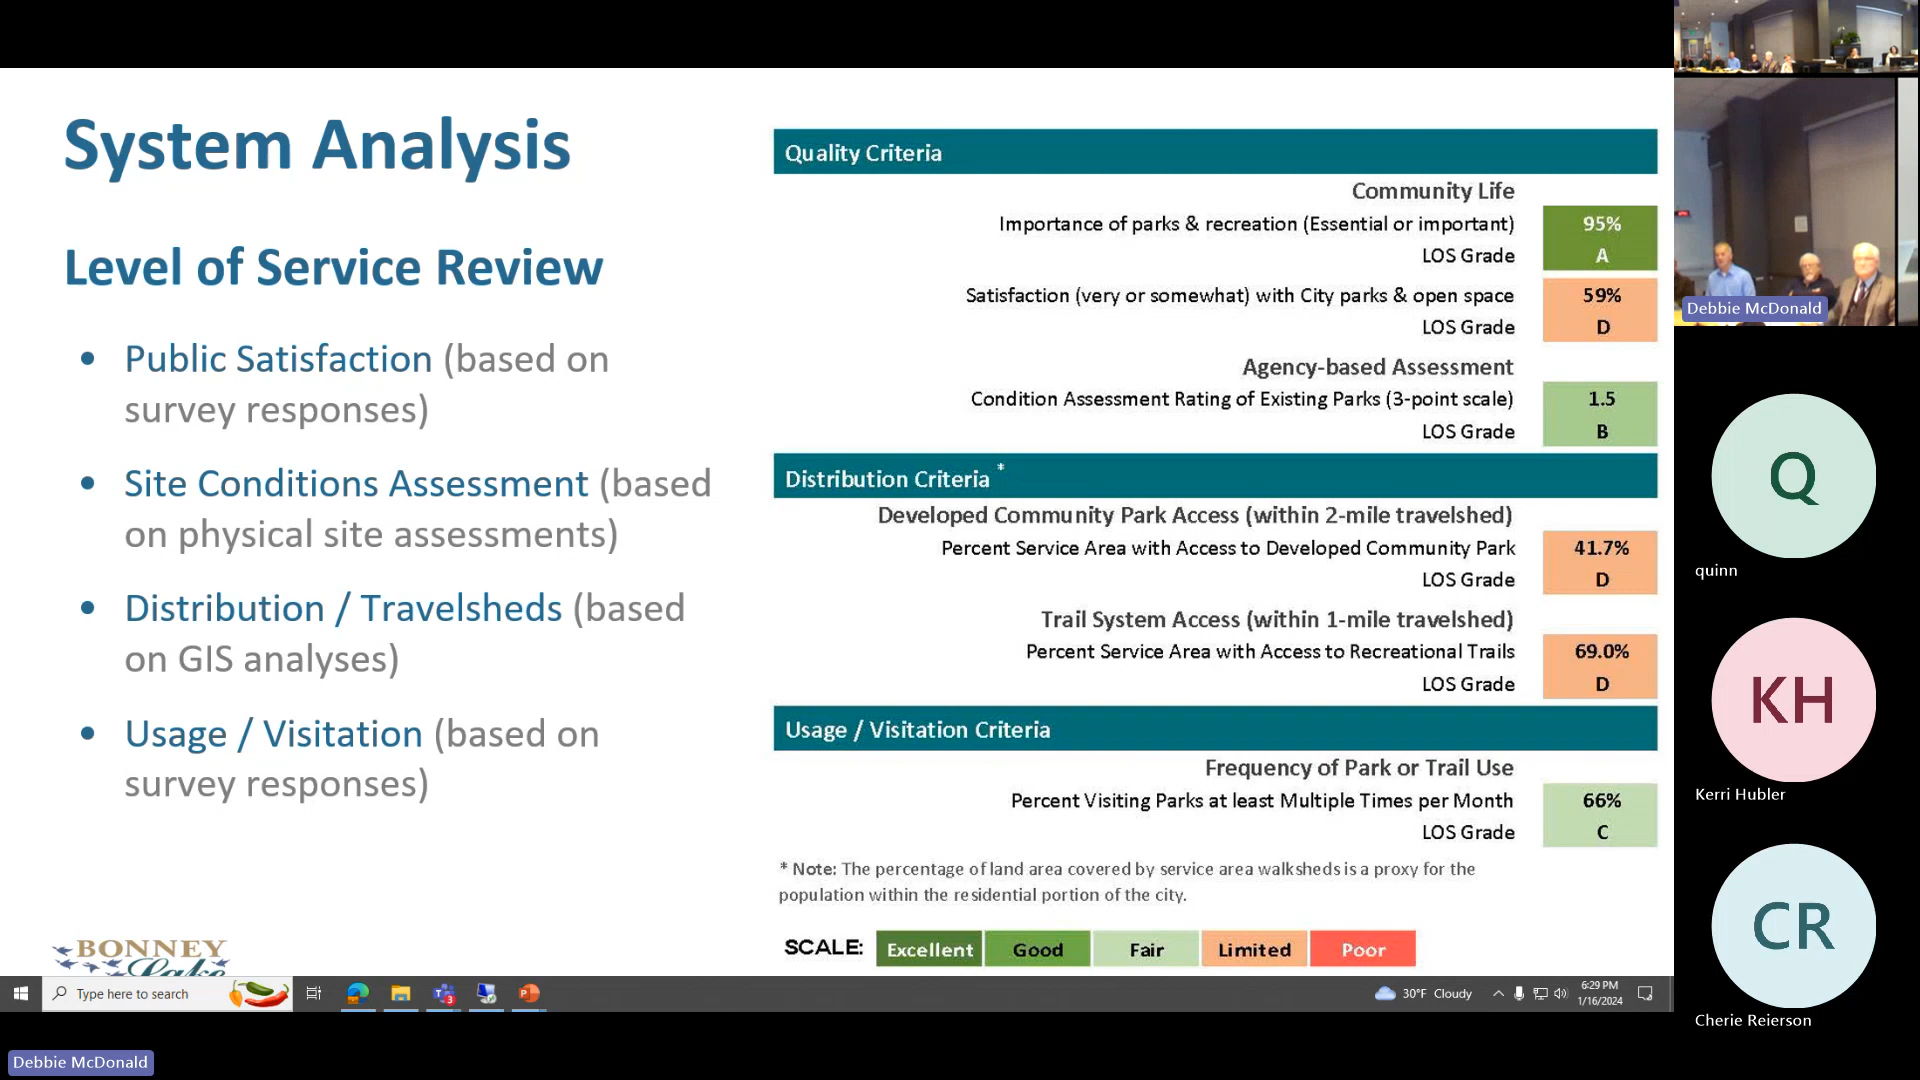 System Analysis
Level of Service Review
• Public Satisfaction (based on
survey responses)
• Site Conditions Assessment (based
on physical site assessments)
• Distribution / Travelsheds (based
on GIS analyses)
• Usage / Visitation (based on
survey responses)
BONNEY
Lake
Quality Criteria
Community Life
Importance of parks & recreation (Essential or important) 95%
LOS Grade A
Satisfaction (very or somewhat) with City parks & open space 59%
LOS Grade D
Agency-based Assessment
Condition Assessment Rating of Existing Parks (3-point scale) 1.5
LOS Grade B
Distribution Criteria *
Developed Community Park Access (within 2-mile travelshed)
Percent Service Area with Access to Developed Community Park 41.7%
LOS Grade D
Trail System Access (within 1-mile travelshed)
Percent Service Area with Access to Recreational Trails 69.0%
LOS Grade D
Usage / Visitation Criteria
Frequency of Park or Trail Use
Percent Visiting Parks at least Multiple Times per Month 66%
LOS Grade C
* Note: The percentage of land area covered by service area walksheds is a proxy for the
population within the residential portion of the city.
SCALE: Excellent Good Fair Limited Poor
Type here to search
30°F Cloudy
6:29 PM
1/16/2024
Debbie McDonald
Debbie McDonald
Q
quinn
KH
Kerri Hubler
CR
Cherie Reierson